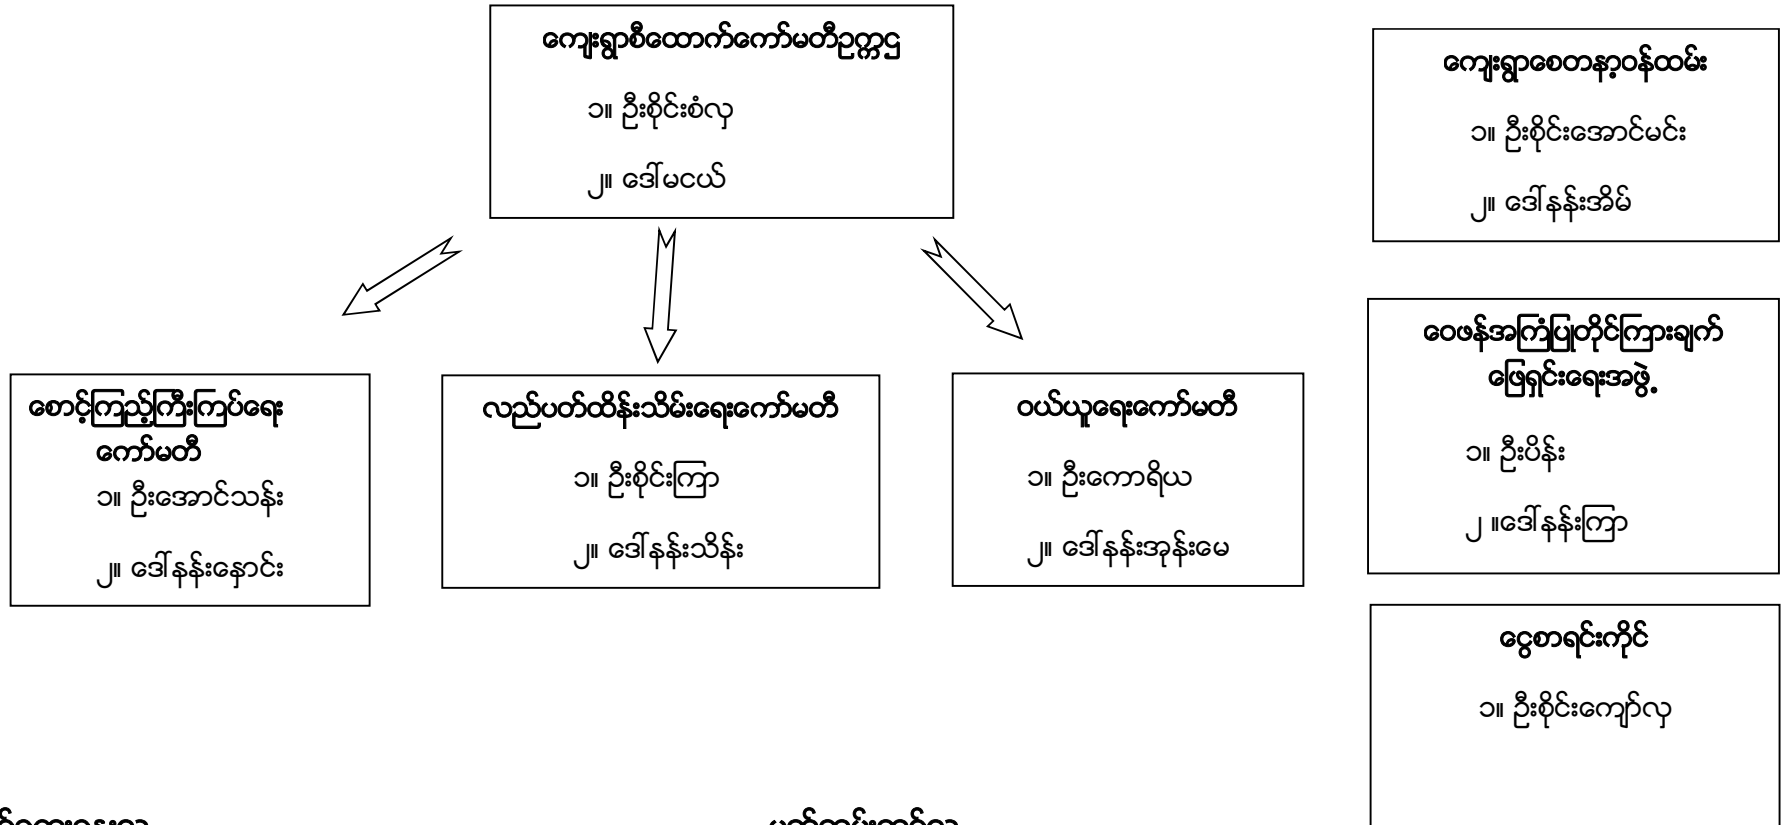 ကျေးရွာစီထောက်ကော်မတီဥက္ကဌ
၁။ ဦးစိုင်းစံလှ
၂။ ဒေါ်မငယ်
ကျေးရွာစေတနာ့ဝန်ထမ်း
၁။ ဦးစိုင်းအောင်မင်း
၂။ ဒေါ်နန်းအိမ်
စောင့်ကြည့်ကြီးကြပ်ရေး
ကော်မတီ
၁။ ဦးအောင်သန်း
၂။ ဒေါ်နန်းနှောင်း
လည်ပတ်ထိန်းသိမ်းရေးကော်မတီ
၁။ ဦးစိုင်းကြာ
၂။ ဒေါ်နန်းသိန်း
ဝယ်ယူရေးကော်မတီ
၁။ ဦးကောရိယ
၂။ ဒေါ်နန်းအုန်းမေ
ဝေဖန်အကြံပြုတိုင်ကြားချက်
ဖြေရှင်းရေးအဖွဲ့
၁။ ဦးပိန်း
၂ ။ဒေါ်နန်းကြာ
ငွေစာရင်းကိုင်
၁။ ဦးစိုင်းကျော်လှ